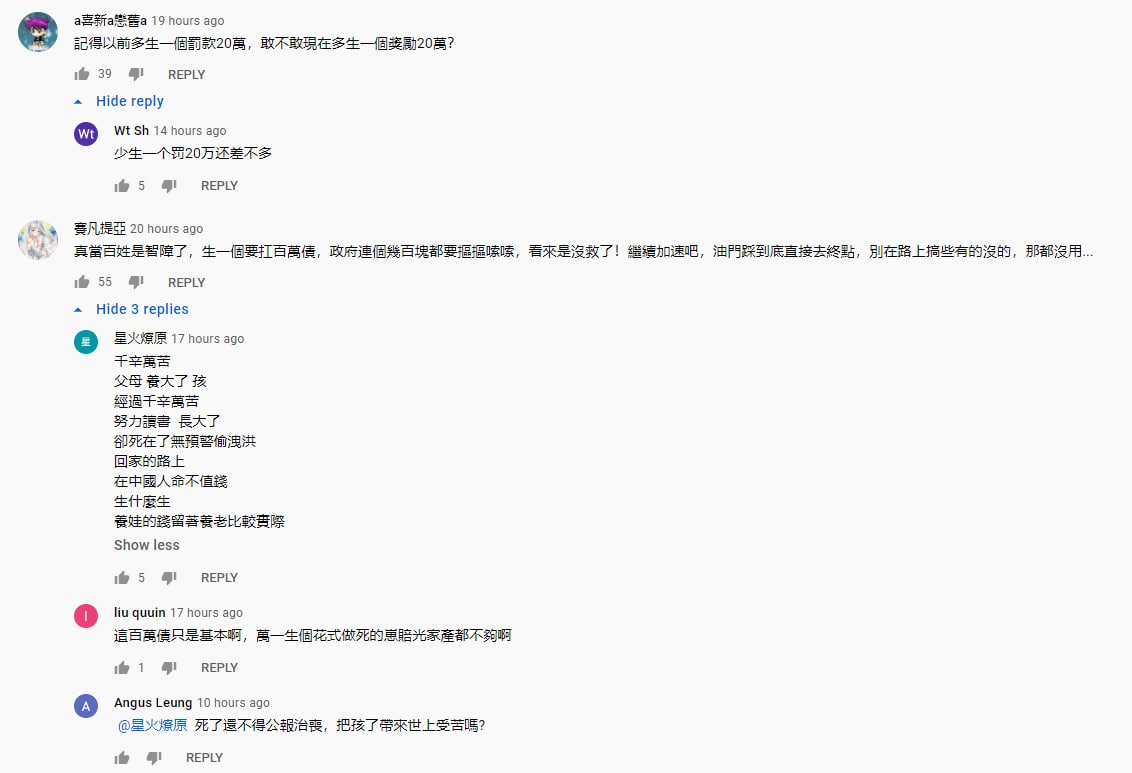 a喜新a戀舊a 19 hours ago
記得以前多生一個罰款20萬，敢不敢現在多生一個獎勵20萬?
39 REPLY
Hide reply
Wt Wt Sh 14 hours ago
少生一个罚20万还差不多
5 REPLY
賽凡提亞 20 hours ago
真當百姓是智障了，生一個要扛百萬債，政府連個幾百塊都要摳摳嗦嗦，看來是沒救了！繼續加速吧，油門踩到底直接去終點，別在路上搞些有的沒的，那都沒用...
55 REPLY
Hide 3 replies
星 星火燎原 17 hours ago
千辛萬苦
父母 養大了 孩
經過千辛萬苦
努力讀書 長大了
卻死在了無預警偷洩洪
回家的路上
在中國人命不值錢
生什麼生
養娃的錢留著養老比較實際
Show less
5 REPLY
l liu quuin 17 hours ago
這百萬債只是基本啊，萬一生個花式做死的崽賠光家產都不夠啊
1 REPLY
A Angus Leung 10 hours ago
@星火燎原 死了還不得公報治喪，把孩了帶來世上受苦嗎?
REPLY